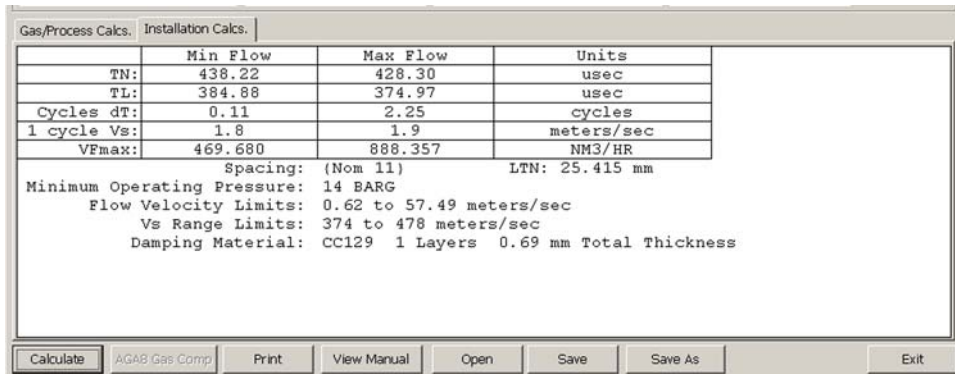 Gas/Process Calcs. Installation Calcs.
Min Flow Max Flow Units
TN: 438.22 428.30 usec
TL: 384.88 374.97 usec
Cycles dT: 0.11 2.25 cycles
1 cycle Vs: 1.8 1.9 meters/sec
VFmax: 469.680 888.357 NM3/HR
Spacing: (Nom 11) LTN: 25.415 mm
Minimum Operating Pressure: 14 BARG
Flow Velocity Limits: 0.62 to 57.49 meters/sec
Vs Range Limits: 374 to 478 meters/sec
Damping Material: CC129 1 Layers 0.69 mm Total Thickness
Calculate AGA8 Gas Comp Print View Manual Open Save Save As Exit